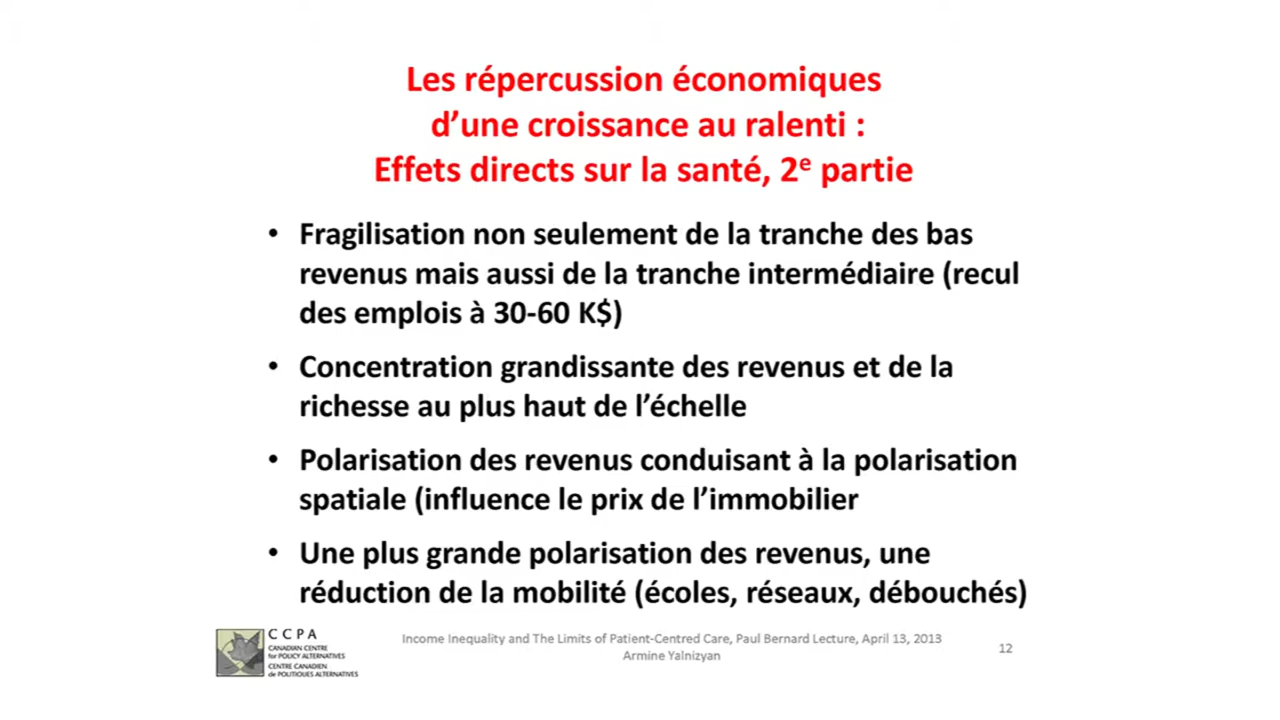 Les répercussion économiques
d’une croissance au ralenti :
Effets directs sur la santé, 2e partie
• Fragilisation non seulement de la tranche des bas
revenus mais aussi de la tranche intermédiaire (recul
des emplois à 30-60 K$)
• Concentration grandissante des revenus et de la
richesse au plus haut de l’échelle
• Polarisation des revenus conduisant à la polarisation
spatiale (influence le prix de l’immobilier
• Une plus grande polarisation des revenus, une
réduction de la mobilité (écoles, réseaux, débouchés)
CCPA
CANADIAN CENTRE
for POLICY ALTERNATIVES
CENTRE CANADIEN
de POLITIQUES ALTERNATIVES
Income Inequality and The Limits of Patient-Centred Care, Paul Bernard Lecture, April 13, 2013
Armine Yalnizyan
12